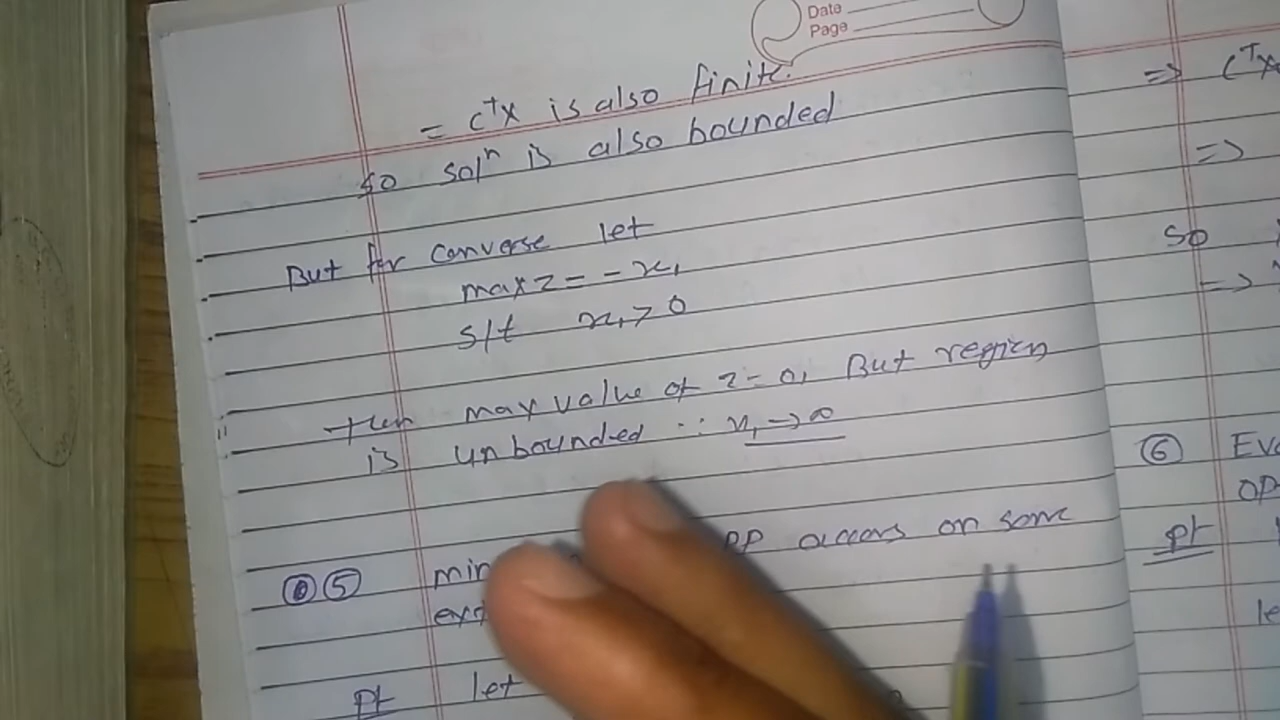 Date
Page
= cᵀx is also finite.
so solⁿ is also bounded
But for converse let
max z = - x₁
s/t x₁ > 0
then max value of z = 0, But region
is unbounded ∵ x₁ → ∞
⑤ min PP occurs on some
pf let
⇒ cᵀx
⇒
so
⇒
⑥
op
pf
le